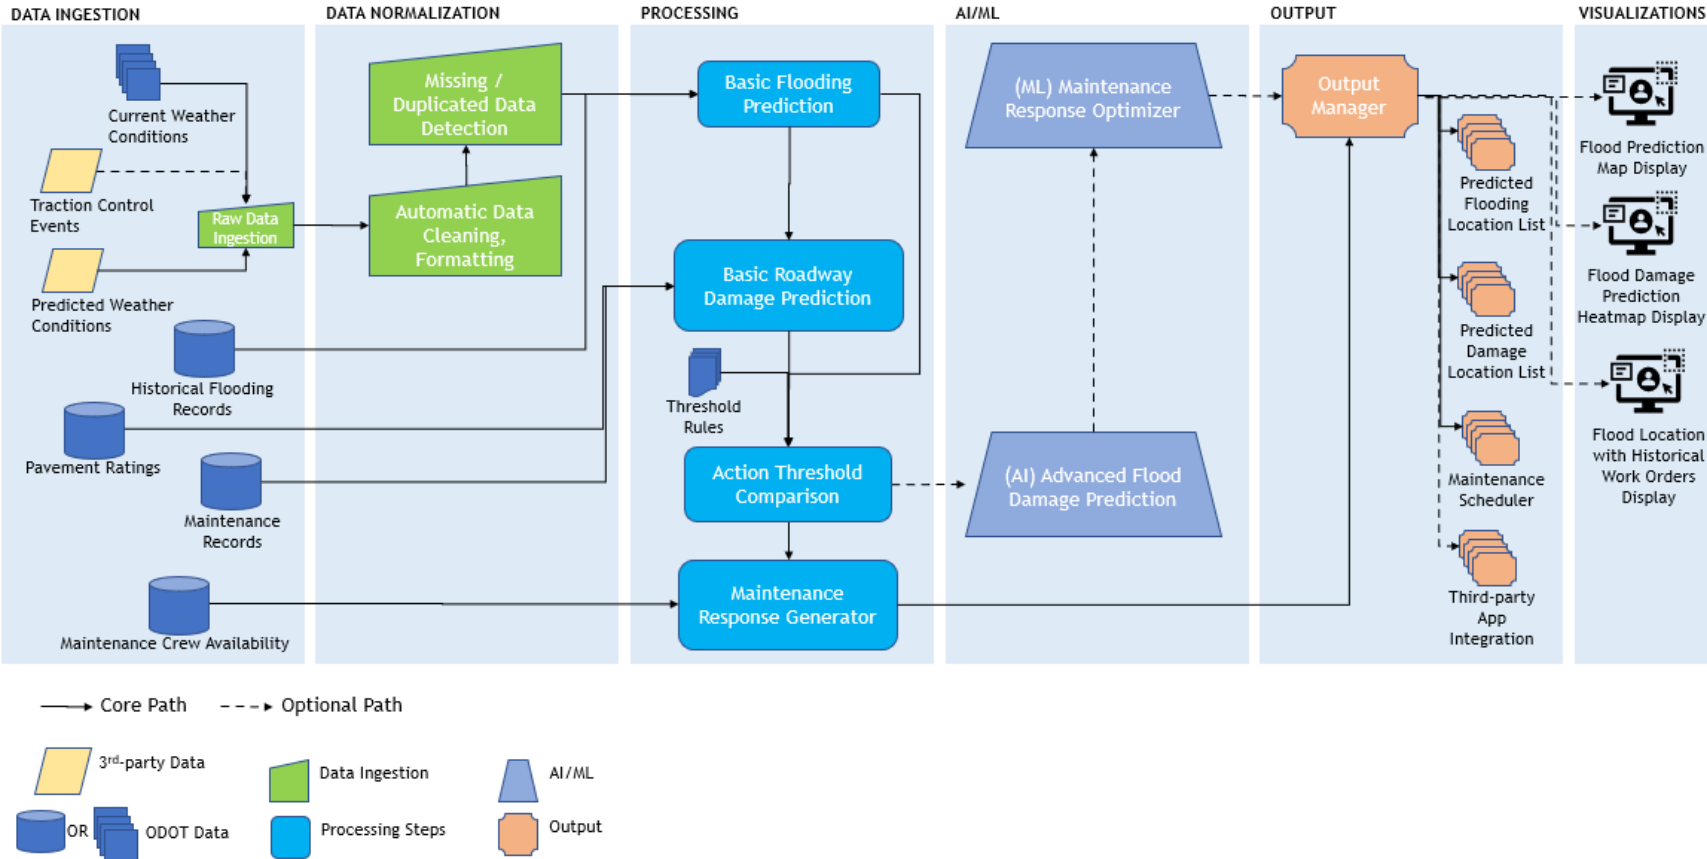 DATA INGESTION
DATA NORMALIZATION
PROCESSING
AI/ML
OUTPUT
VISUALIZATIONS
Current Weather
Conditions
Traction Control
Events
Raw Data
Ingestion
Predicted Weather
Conditions
Historical Flooding
Records
Pavement Ratings
Maintenance
Records
Maintenance Crew Availability
Missing /
Duplicated Data
Detection
Automatic Data
Cleaning,
Formatting
Basic Flooding
Prediction
Basic Roadway
Damage Prediction
Threshold
Rules
Action Threshold
Comparison
Maintenance
Response Generator
(ML) Maintenance
Response Optimizer
(AI) Advanced Flood
Damage Prediction
Output
Manager
Predicted
Flooding
Location List
Predicted
Damage
Location List
Maintenance
Scheduler
Third-party
App
Integration
Flood Prediction
Map Display
Flood Damage
Prediction
Heatmap Display
Flood Location
with Historical
Work Orders
Display
Core Path
Optional Path
3rd-party Data
Data Ingestion
AI/ML
OR
ODOT Data
Processing Steps
Output